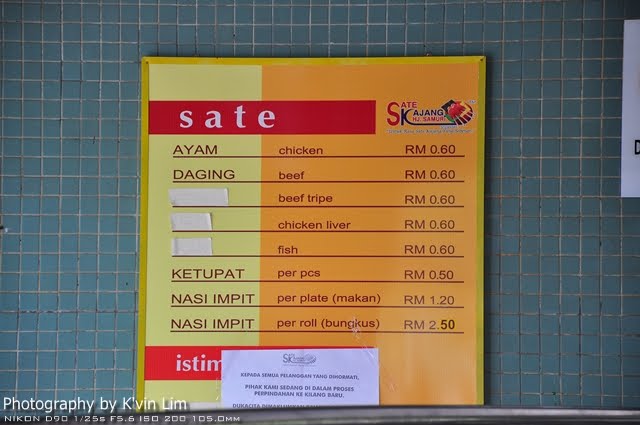 sate
SATE
KAJANG
HJ. SAMURI
AYAM chicken RM 0.60
DAGING beef RM 0.60
beef tripe RM 0.60
chicken liver RM 0.60
fish RM 0.60
KETUPAT per pcs RM 0.50
NASI IMPIT per plate (makan) RM 1.20
NASI IMPIT per roll (bungkus) RM 2.50
istim
KEPADA SEMUA PELANGGAN YANG DIHORMATI,
PIHAK KAMI SEDANG DI DALAM PROSES
PERPINDAHAN KE KILANG BARU.
Photography by K'vin Lim
NIKON D90 1/25s F5.6 ISO 200 105.0mm